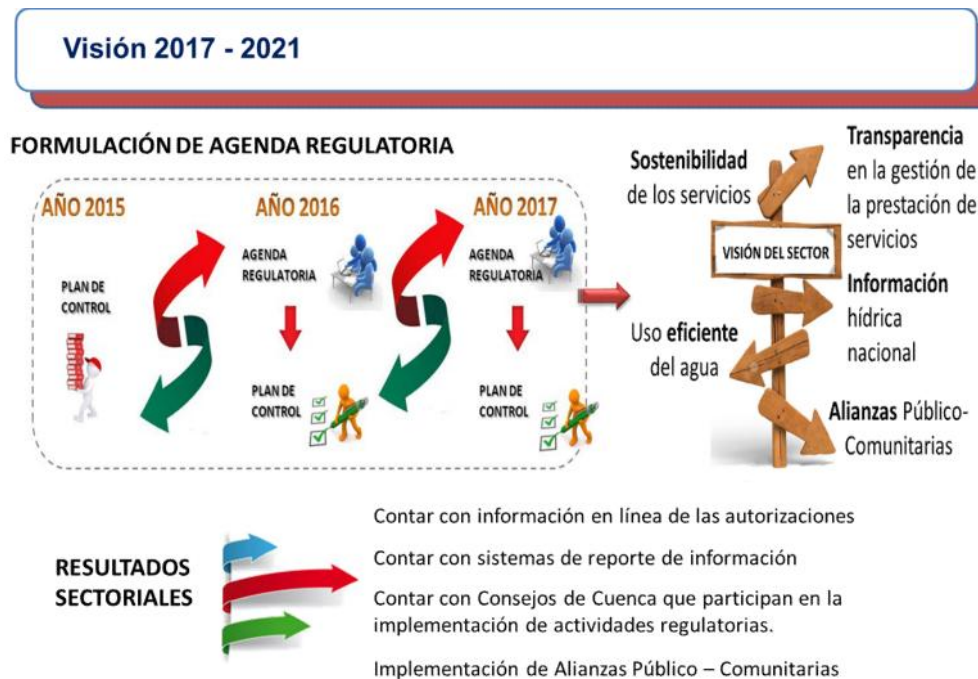 Visión 2017 - 2021
FORMULACIÓN DE AGENDA REGULATORIA
AÑO 2015
PLAN DE
CONTROL
AÑO 2016
AGENDA
REGULATORIA
PLAN DE
CONTROL
AÑO 2017
AGENDA
REGULATORIA
PLAN DE
CONTROL
Sostenibilidad
de los servicios
Transparencia
en la gestión de
la prestación de
servicios
VISIÓN DEL SECTOR
Información
hídrica
nacional
Uso eficiente
del agua
Alianzas Público-
Comunitarias
RESULTADOS
SECTORIALES
Contar con información en línea de las autorizaciones
Contar con sistemas de reporte de información
Contar con Consejos de Cuenca que participan en la
implementación de actividades regulatorias.
Implementación de Alianzas Público – Comunitarias